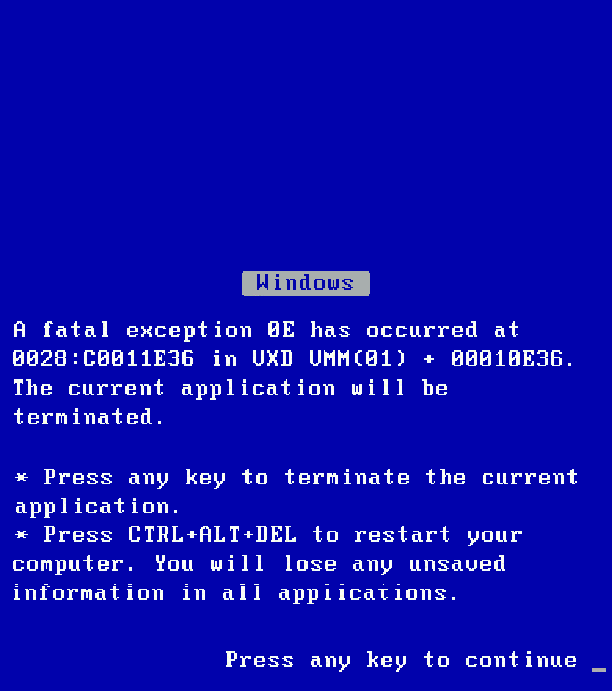 Windows
A fatal exception 0E has occurred at
0028:C0011E36 in VXD VMM(01) + 00010E36.
The current application will be
terminated.
* Press any key to terminate the current
application.
* Press CTRL+ALT+DEL to restart your
computer. You will lose any unsaved
information in all applications.
Press any key to continue _